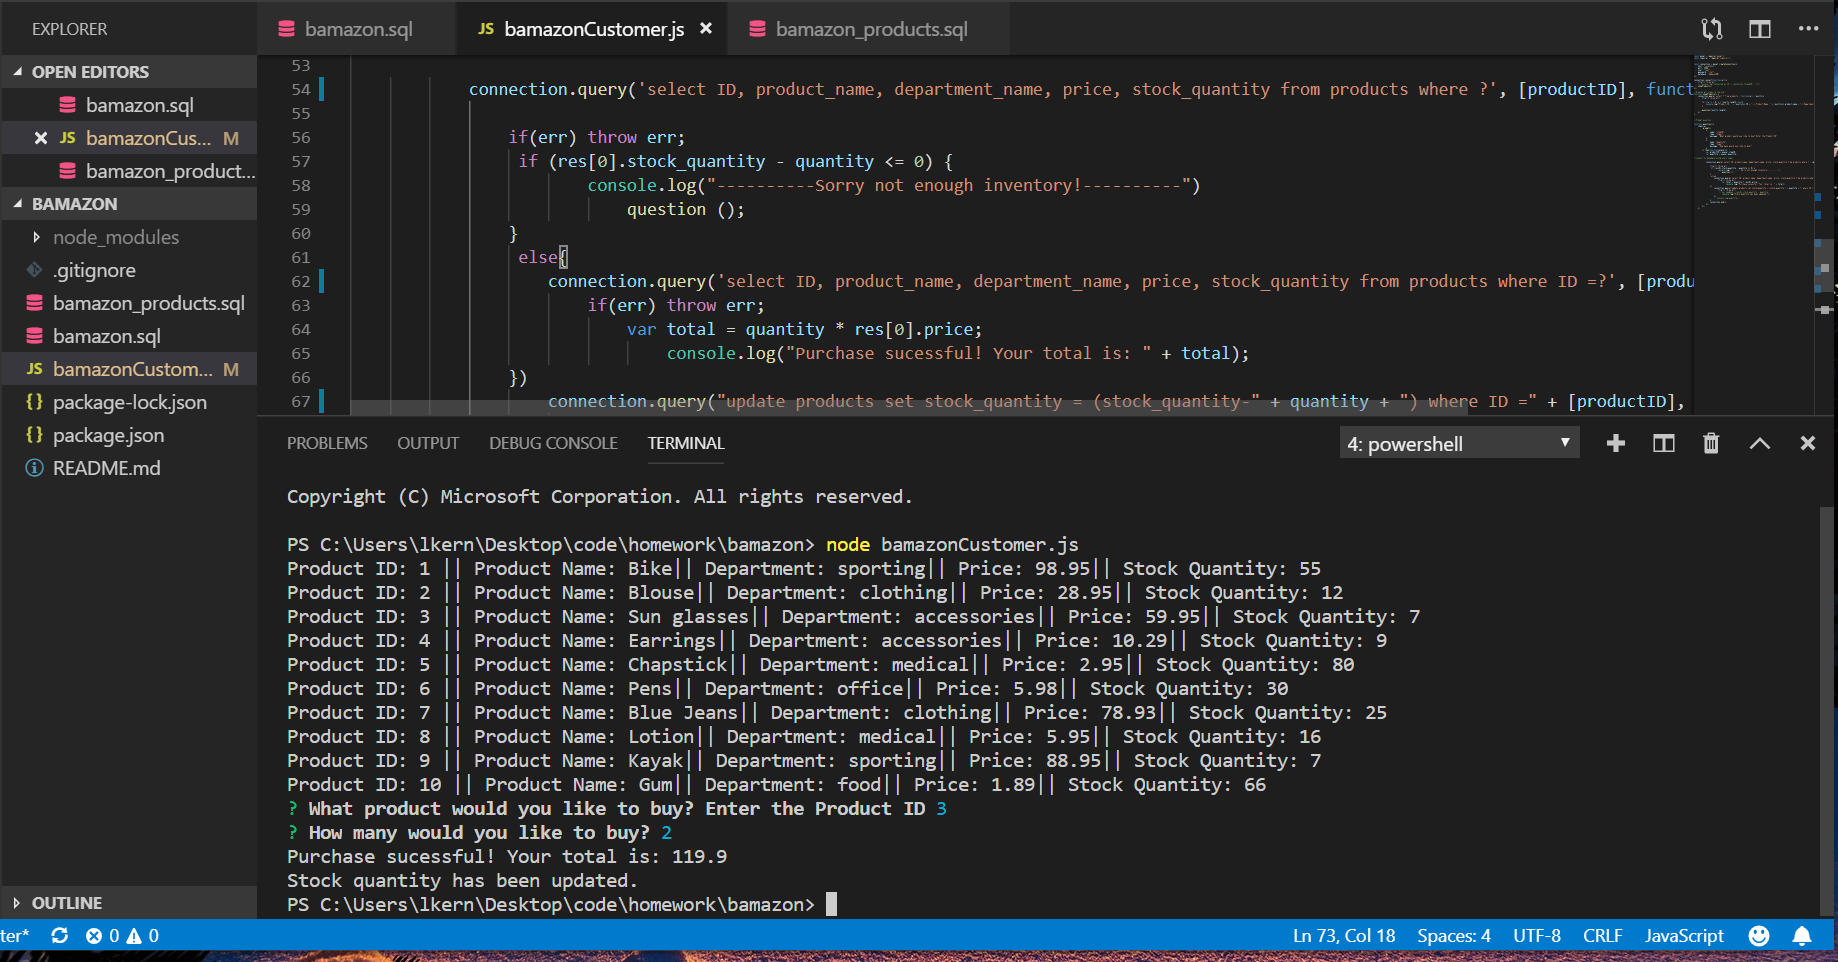 EXPLORER
OPEN EDITORS
bamazon.sql
JS bamazonCus... M
bamazon_product...
BAMAZON
node_modules
.gitignore
bamazon_products.sql
bamazon.sql
JS bamazonCustom... M
{} package-lock.json
{} package.json
README.md
OUTLINE
bamazon.sql JS bamazonCustomer.js bamazon_products.sql
53
54 connection.query('select ID, product_name, department_name, price, stock_quantity from products where ?', [productID], funct
55
56 if(err) throw err;
57 if (res[0].stock_quantity - quantity <= 0) {
58 console.log("----------Sorry not enough inventory!----------")
59 question ();
60 }
61 else{
62 connection.query('select ID, product_name, department_name, price, stock_quantity from products where ID =?', [produ
63 if(err) throw err;
64 var total = quantity * res[0].price;
65 console.log("Purchase sucessful! Your total is: " + total);
66 })
67 connection.query("update products set stock_quantity = (stock_quantity-" + quantity + ") where ID =" + [productID],
PROBLEMS OUTPUT DEBUG CONSOLE TERMINAL 4: powershell
Copyright (C) Microsoft Corporation. All rights reserved.
PS C:\Users\lkern\Desktop\code\homework\bamazon> node bamazonCustomer.js
Product ID: 1 || Product Name: Bike|| Department: sporting|| Price: 98.95|| Stock Quantity: 55
Product ID: 2 || Product Name: Blouse|| Department: clothing|| Price: 28.95|| Stock Quantity: 12
Product ID: 3 || Product Name: Sun glasses|| Department: accessories|| Price: 59.95|| Stock Quantity: 7
Product ID: 4 || Product Name: Earrings|| Department: accessories|| Price: 10.29|| Stock Quantity: 9
Product ID: 5 || Product Name: Chapstick|| Department: medical|| Price: 2.95|| Stock Quantity: 80
Product ID: 6 || Product Name: Pens|| Department: office|| Price: 5.98|| Stock Quantity: 30
Product ID: 7 || Product Name: Blue Jeans|| Department: clothing|| Price: 78.93|| Stock Quantity: 25
Product ID: 8 || Product Name: Lotion|| Department: medical|| Price: 5.95|| Stock Quantity: 16
Product ID: 9 || Product Name: Kayak|| Department: sporting|| Price: 88.95|| Stock Quantity: 7
Product ID: 10 || Product Name: Gum|| Department: food|| Price: 1.89|| Stock Quantity: 66
? What product would you like to buy? Enter the Product ID 3
? How many would you like to buy? 2
Purchase sucessful! Your total is: 119.9
Stock quantity has been updated.
PS C:\Users\lkern\Desktop\code\homework\bamazon>
ter* 0 0 Ln 73, Col 18 Spaces: 4 UTF-8 CRLF JavaScript